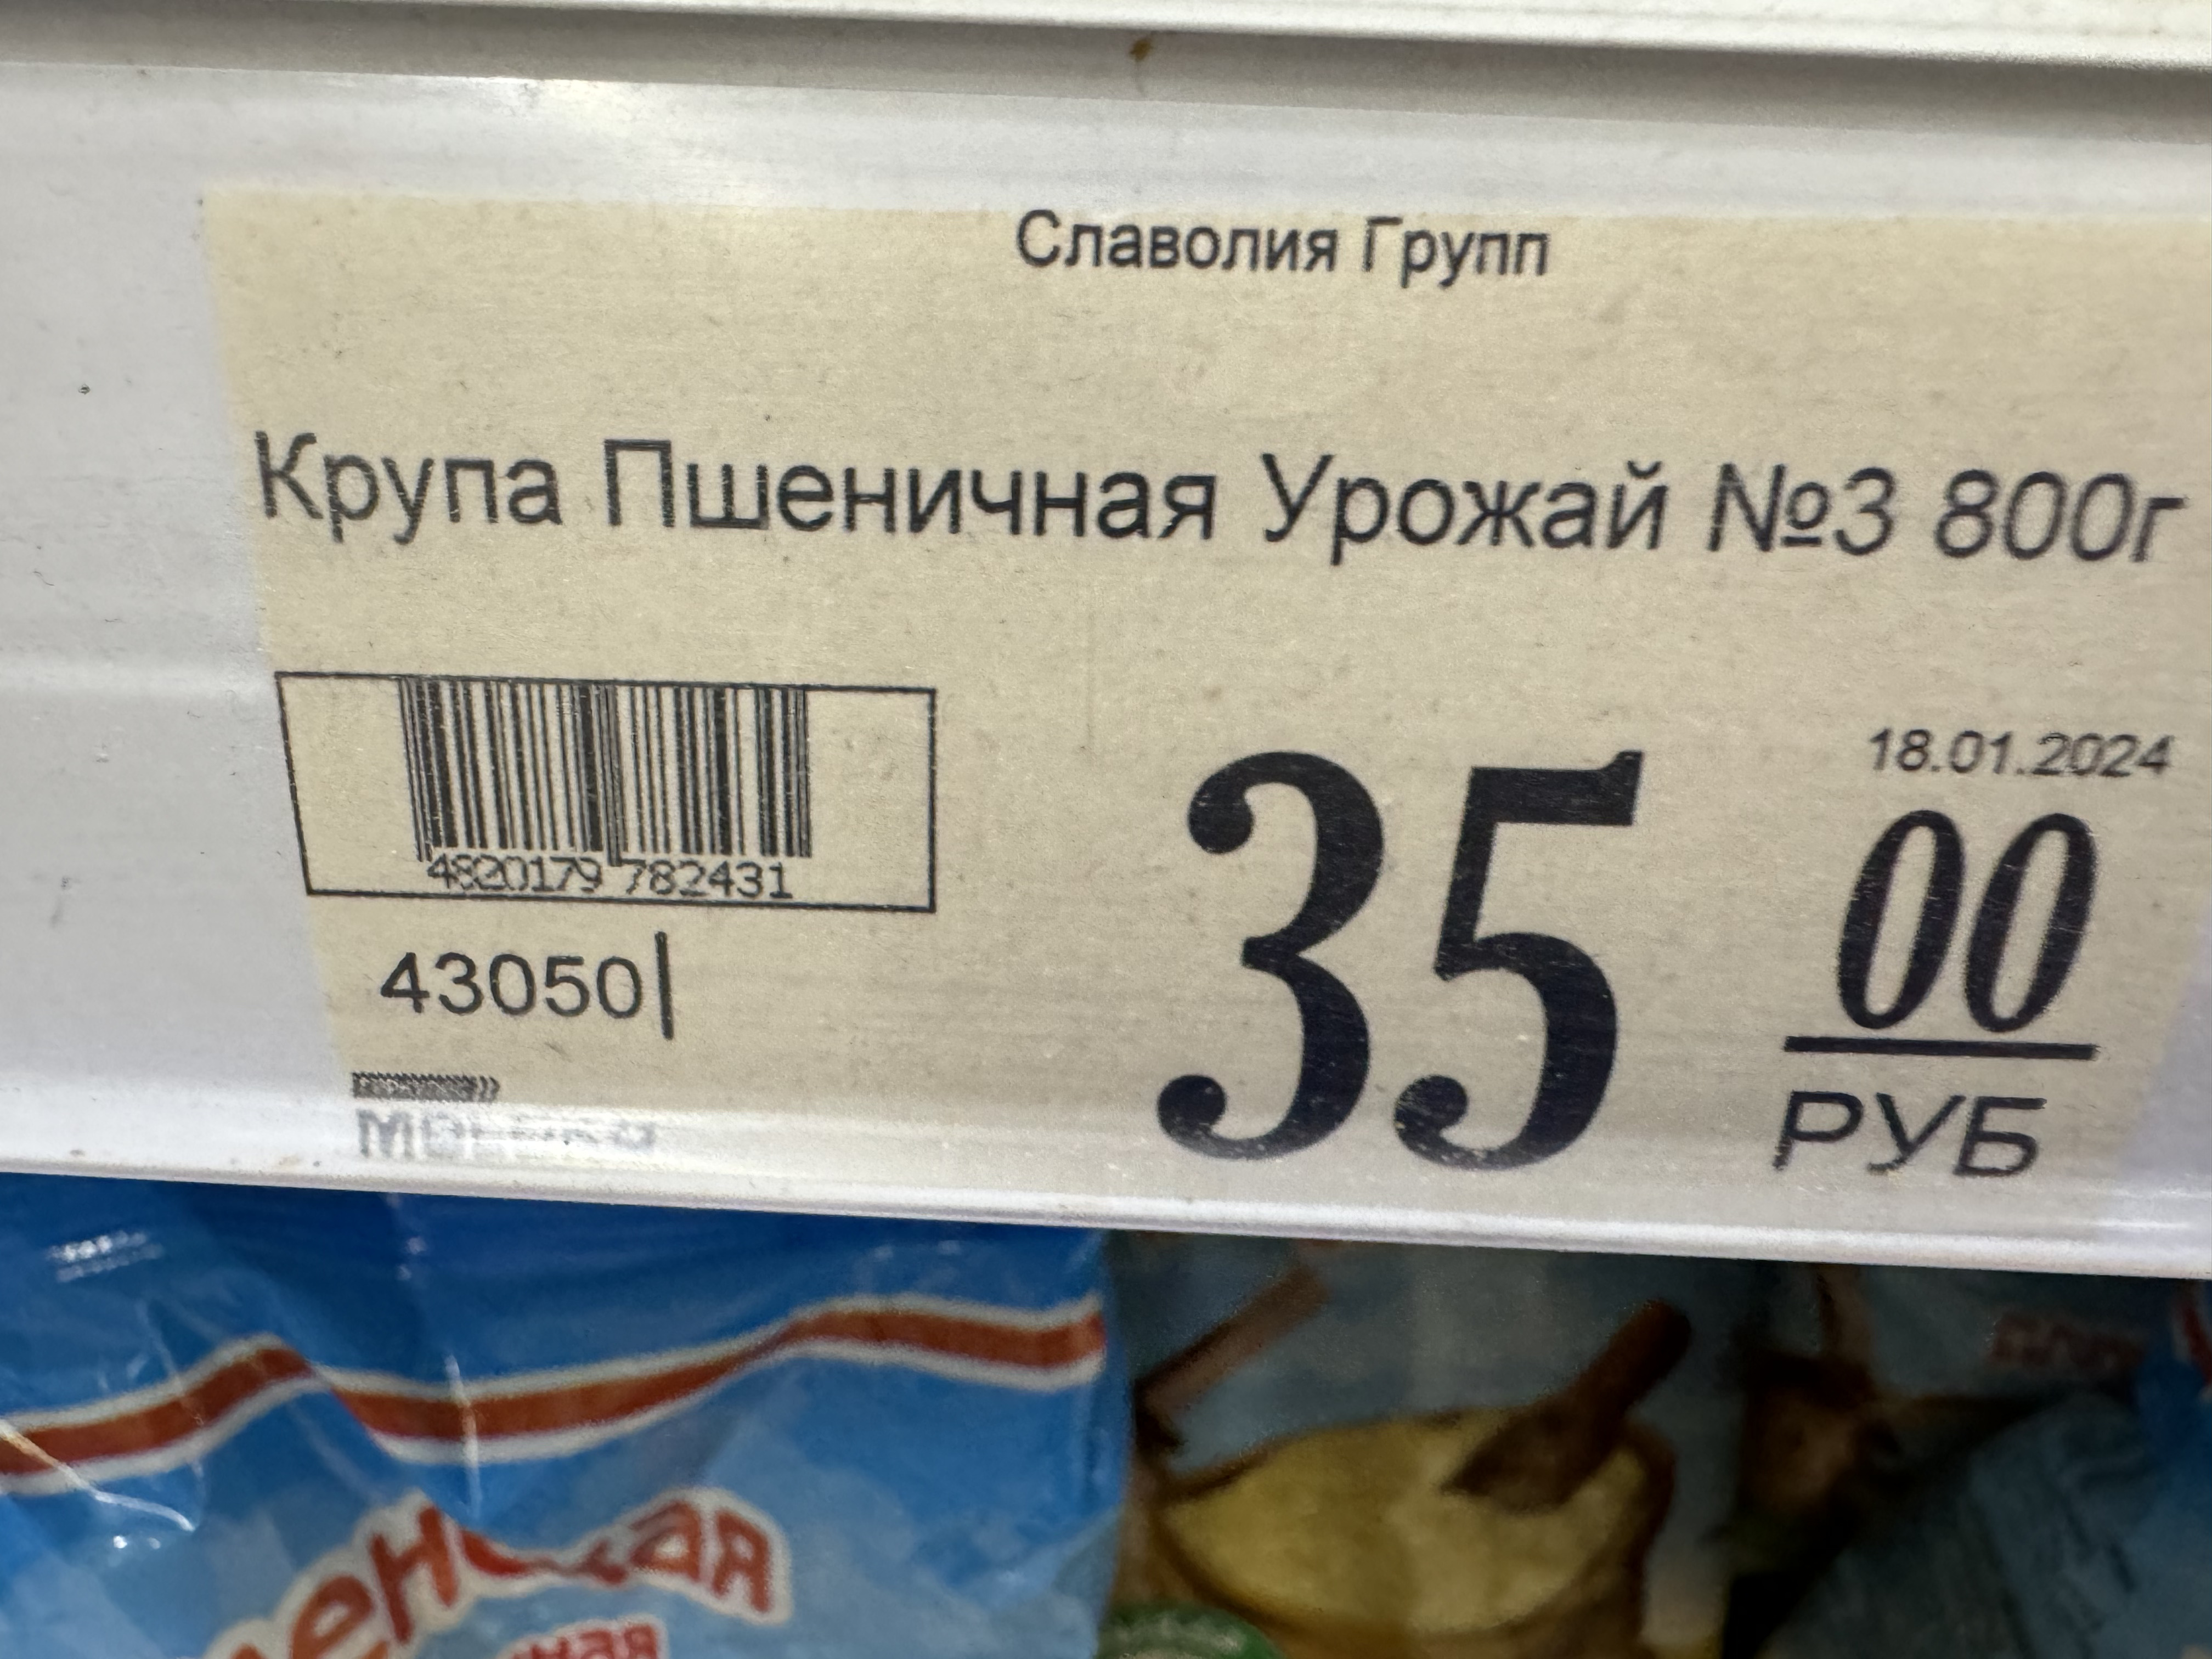 Славолия Групп
Крупа Пшеничная Урожай №3 800г
18.01.2024
4820179 782431
35 00
РУБ
43050|